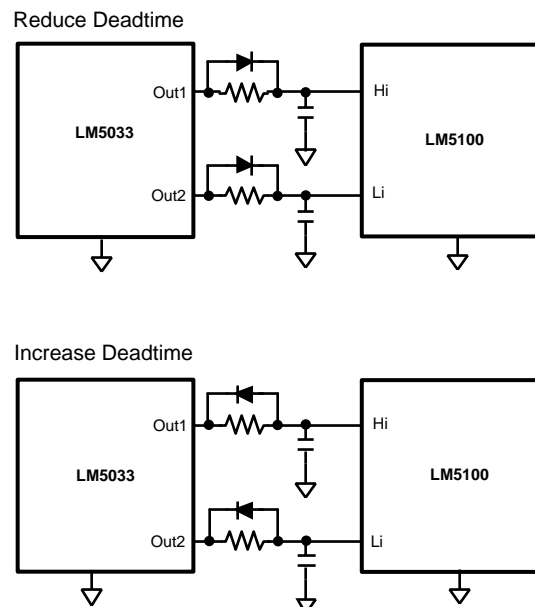 Reduce Deadtime
Out1
Hi
LM5033
LM5100
Out2
Li
Increase Deadtime
Out1
Hi
LM5033
LM5100
Out2
Li